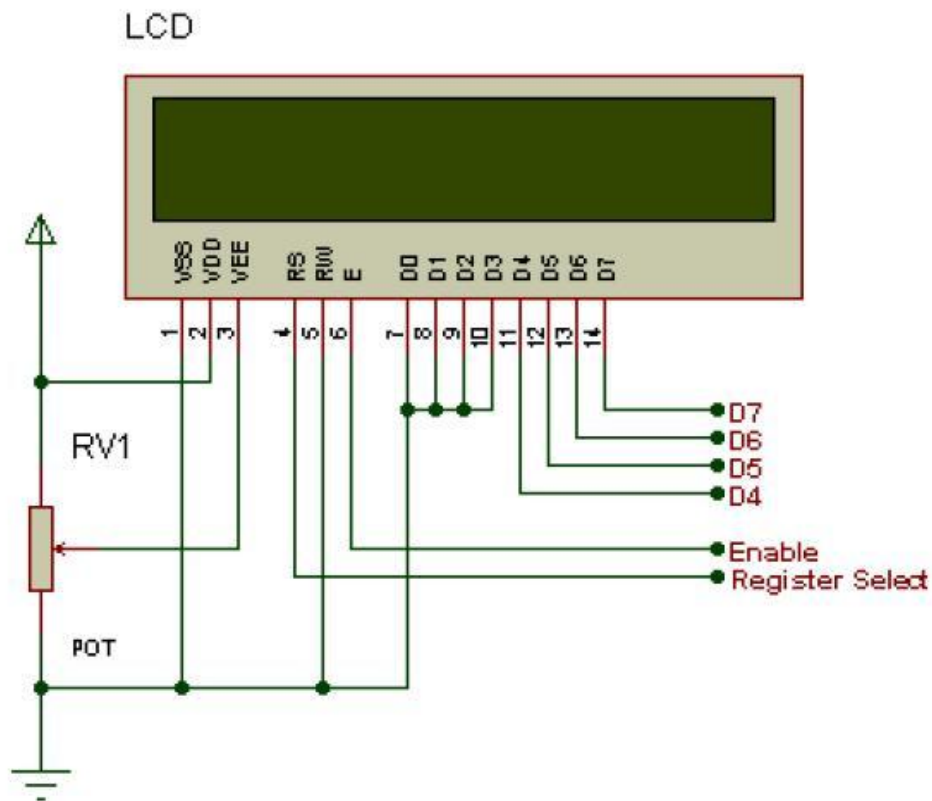 LCD
VSS VDD VEE RS RW E D0 D1 D2 D3 D4 D5 D6 D7
1 2 3 4 5 6 7 8 9 10 11 12 13 14
D7
D6
D5
D4
RV1
Enable
Register Select
POT